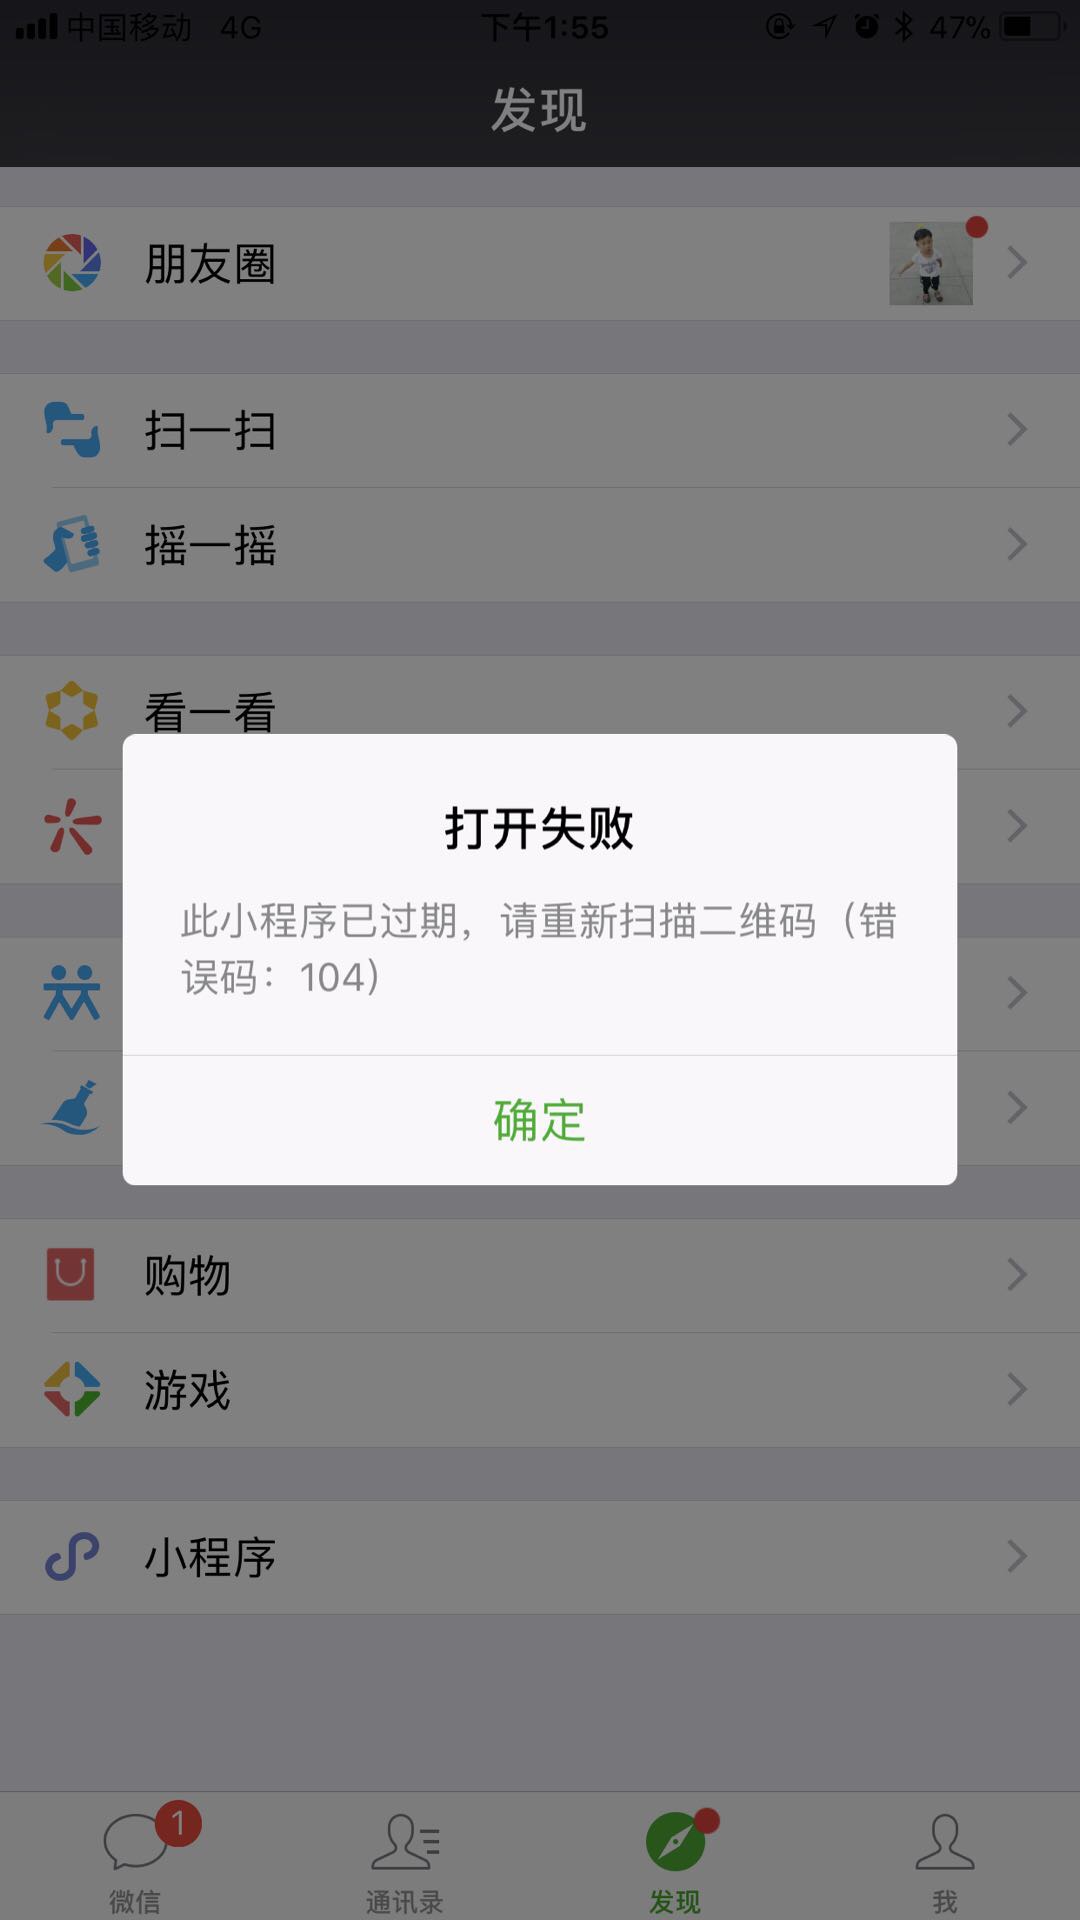 中国移动 4G 下午1:55 47%
发现
朋友圈
扫一扫
摇一摇
看一看
打开失败
此小程序已过期，请重新扫描二维码（错
误码：104）
确定
购物
游戏
小程序
1
微信 通讯录 发现 我